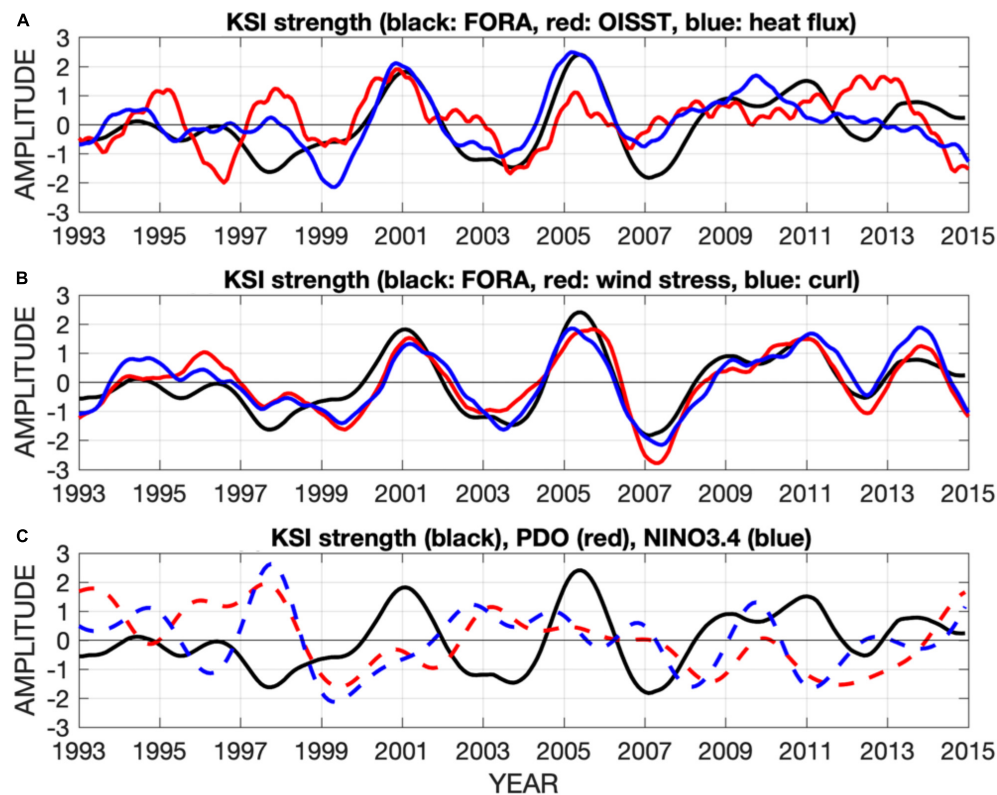 A
KSI strength (black: FORA, red: OISST, blue: heat flux)
AMPLITUDE
3
2
1
0
-1
-2
-3
1993 1995 1997 1999 2001 2003 2005 2007 2009 2011 2013 2015
B
KSI strength (black: FORA, red: wind stress, blue: curl)
AMPLITUDE
3
2
1
0
-1
-2
-3
1993 1995 1997 1999 2001 2003 2005 2007 2009 2011 2013 2015
C
KSI strength (black), PDO (red), NINO3.4 (blue)
AMPLITUDE
3
2
1
0
-1
-2
-3
1993 1995 1997 1999 2001 2003 2005 2007 2009 2011 2013 2015
YEAR